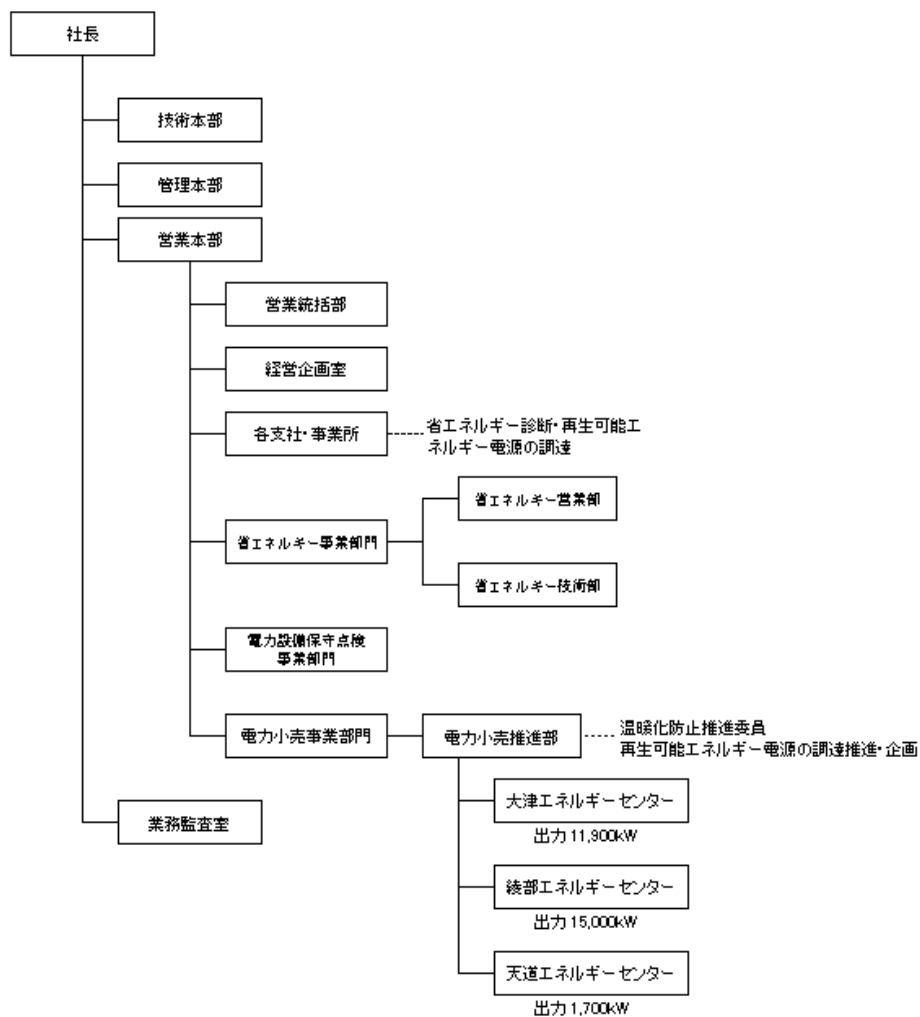 社長
技術本部
管理本部
営業本部
営業統括部
経営企画室
各支社・事業所
省エネルギー診断・再生可能エ
ネルギー電源の調達
省エネルギー営業部
省エネルギー事業部門
省エネルギー技術部
電力設備保守点検
事業部門
電力小売事業部門
電力小売推進部
温暖化防止推進委員
再生可能エネルギー電源の調達推進・企画
大津エネルギーセンター
出力 11,900kW
業務監査室
綾部エネルギーセンター
出力 15,000kW
天道エネルギーセンター
出力 1,700kW